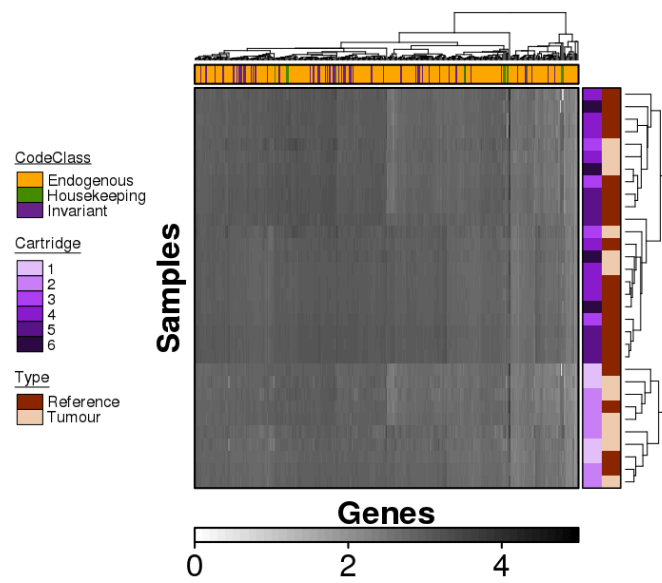 CodeClass
Endogenous
Housekeeping
Invariant
Cartridge
1
2
3
4
5
6
Type
Reference
Tumour
Samples
Genes
0 2 4